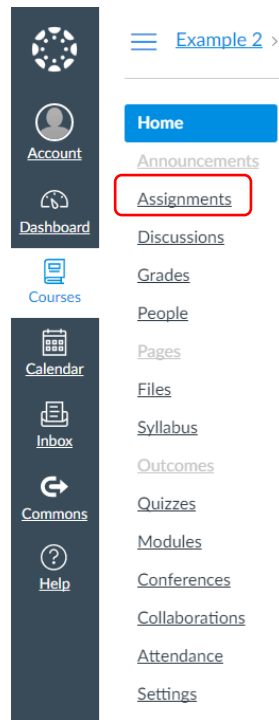 Example 2 >
Account
Dashboard
Courses
Calendar
Inbox
Commons
? Help
Home
Announcements
Assignments
Discussions
Grades
People
Pages
Files
Syllabus
Outcomes
Quizzes
Modules
Conferences
Collaborations
Attendance
Settings